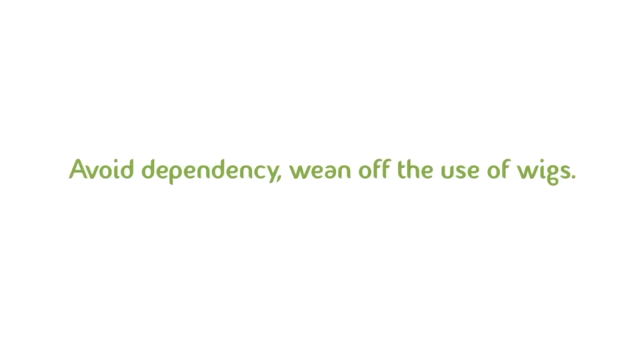 Avoid dependency, wean off the use of wigs.